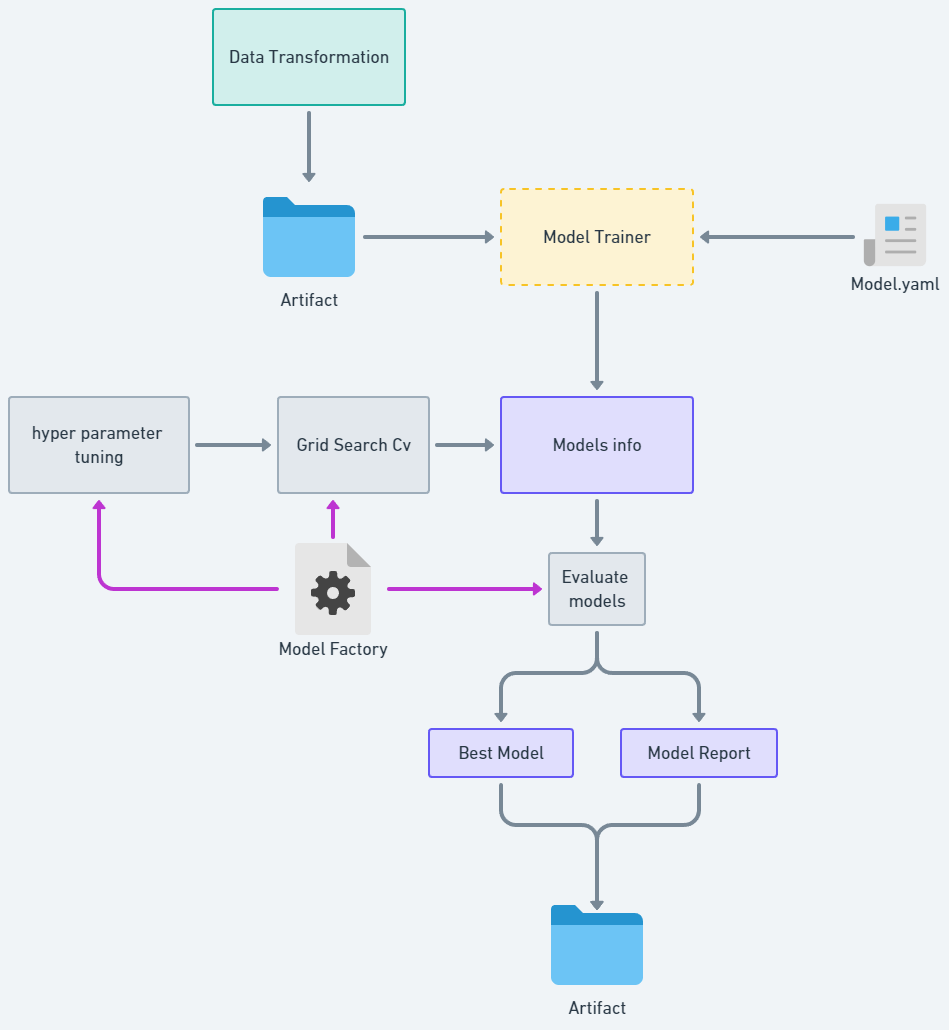 Data Transformation
Artifact
Model Trainer
Model.yaml
hyper parameter
tuning
Grid Search Cv
Models info
Model Factory
Evaluate
models
Best Model
Model Report
Artifact